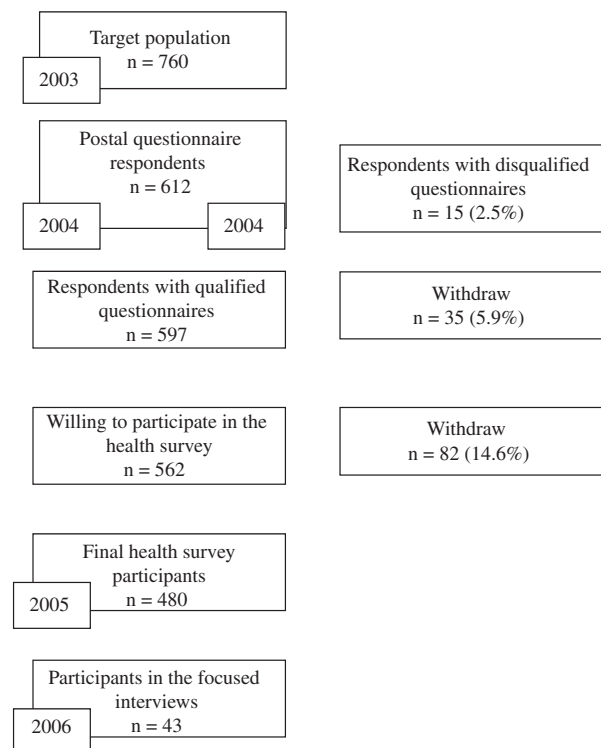 Target population
n = 760
2003
Postal questionnaire
respondents
n = 612
2004
2004
Respondents with disqualified
questionnaires
n = 15 (2.5%)
Respondents with qualified
questionnaires
n = 597
Withdraw
n = 35 (5.9%)
Willing to participate in the
health survey
n = 562
Withdraw
n = 82 (14.6%)
Final health survey
participants
n = 480
2005
Participants in the focused
interviews
n = 43
2006